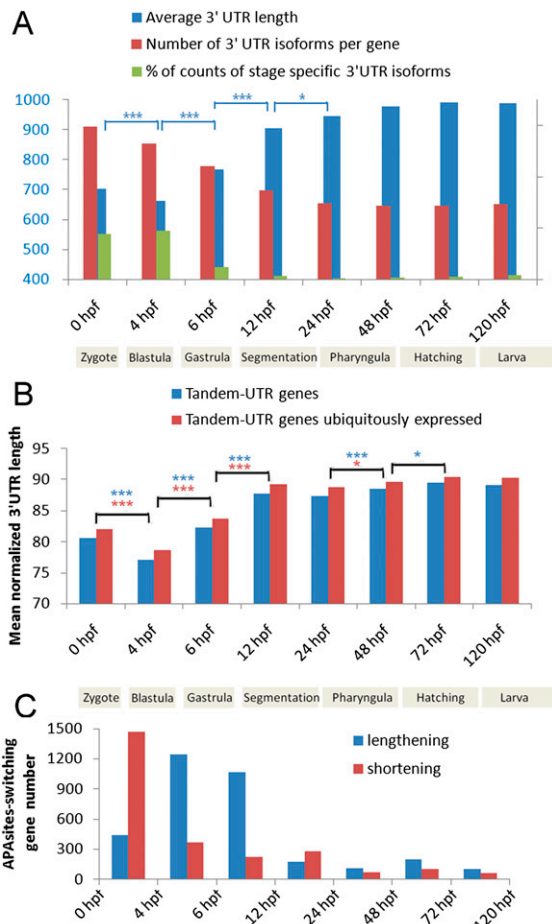 A
Average 3' UTR length
Number of 3' UTR isoforms per gene
% of counts of stage specific 3'UTR isoforms
*** *** *** *
1000
900
800
700
600
500
400
0 hpf 4 hpf 6 hpf 12 hpf 24 hpf 48 hpf 72 hpf 120 hpf
Zygote Blastula Gastrula Segmentation Pharyngula Hatching Larva
B
Tandem-UTR genes
Tandem-UTR genes ubiquitously expressed
Mean normalized 3'UTR length
95
90
85
80
75
70
*** *** *** *** *
*** *** *** *
0 hpf 4 hpf 6 hpf 12 hpf 24 hpf 48 hpf 72 hpf 120 hpf
Zygote Blastula Gastrula Segmentation Pharyngula Hatching Larva
C
APAsites-switching
gene number
lengthening
shortening
1500
1200
900
600
300
0
0 hpf 4 hpf 6 hpf 12 hpf 24 hpf 48 hpf 72 hpf 120 hpf